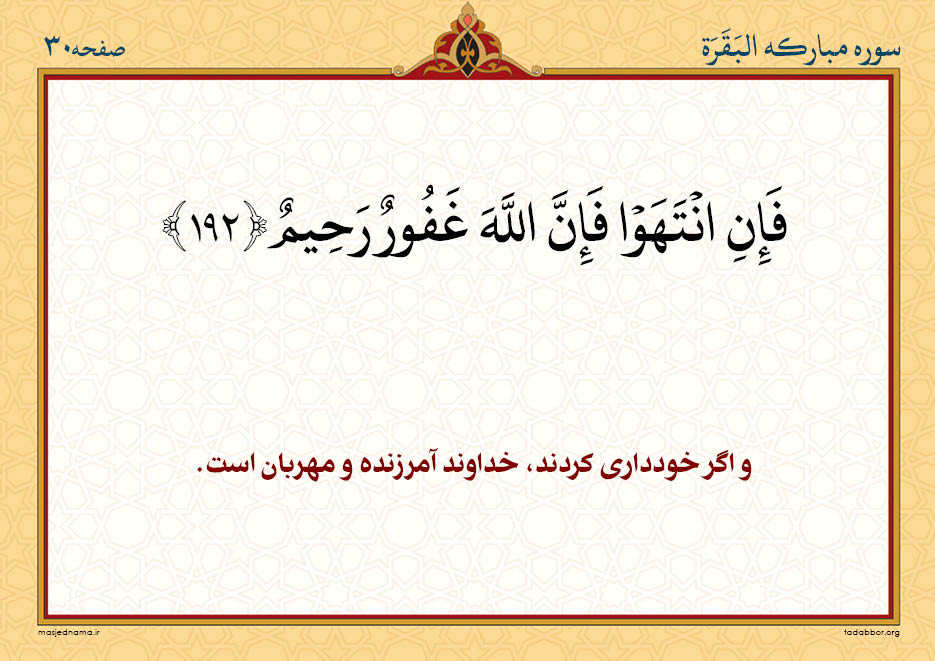 سوره مبارکه البَقَرَة
صفحه۳۰
فَإِنِ انْتَهَوْا فَإِنَّ اللَّهَ غَفُورٌ رَحِيمٌ ﴿۱۹۲﴾
و اگر خودداری کردند، خداوند آمرزنده و مهربان است.
masjednama.ir
tadabbor.org